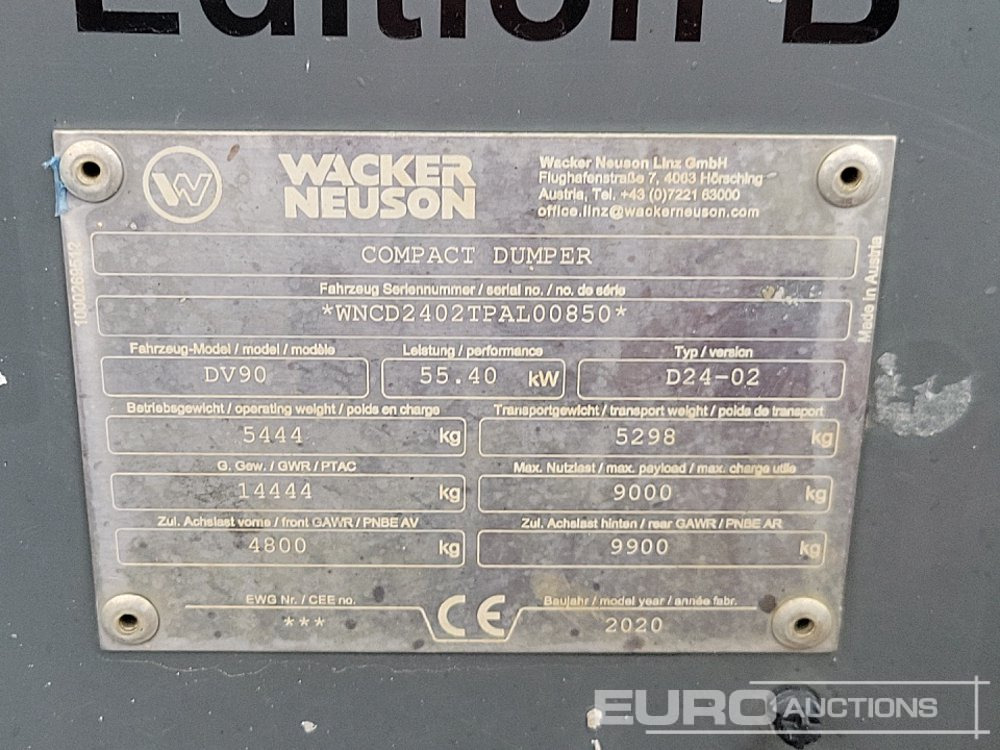 Edition B
WACKER
NEUSON
Wacker Neuson Linz GmbH
Flughafenstraße 7, 4063 Hörsching
Austria, Tel. +43 (0)7221 63000
office.linz@wackerneuson.com
COMPACT DUMPER
Fahrzeug Seriennummer / serial no. / no. de série
*WNCD2402TPAL00850*
Fahrzeug-Model / model / modèle
Leistung / performance
Typ / version
DV90
55.40 kW
D24-02
Betriebsgewicht / operating weight / poids en charge
Transportgewicht / transport weight / poids de transport
5444 kg
5298 kg
G. Gew. / GWR / PTAC
Max. Nutzlast / max. payload / max. charge utile
14444 kg
9000 kg
Zul. Achslast vorne / front GAWR / PNBE AV
Zul. Achslast hinten / rear GAWR / PNBE AR
4800 kg
9900 kg
EWG Nr. / CEE no.
***
CE
Baujahr / model year / année fabr.
2020
Made in Austria
EURO AUCTIONS